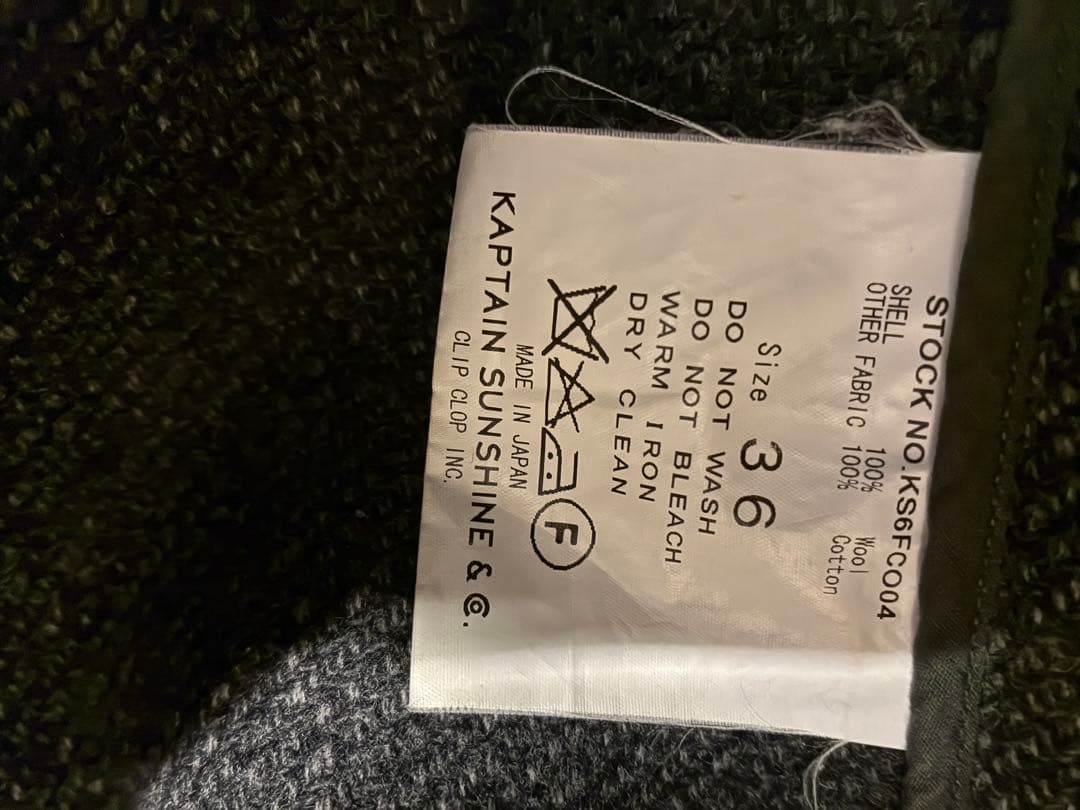 STOCK NO. KS6FCO04
SHELL 100% Wool
OTHER FABRIC 100% Cotton
Size 36
DO NOT WASH
DO NOT BLEACH
WARM IRON
DRY CLEAN
F
MADE IN JAPAN
KAPTAIN SUNSHINE & ©.
CLIP CLOP INC.